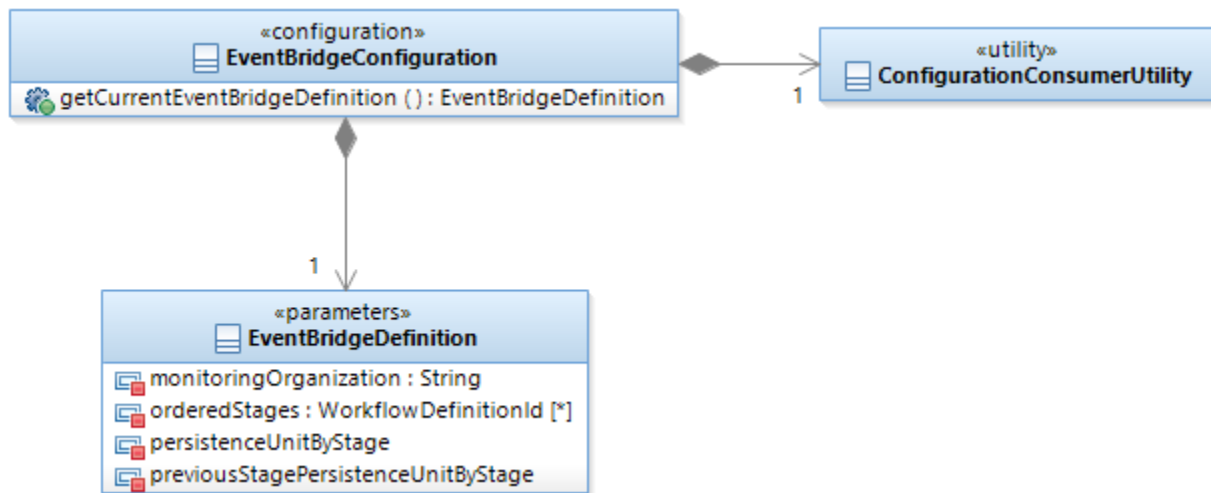 «configuration»
EventBridgeConfiguration
getCurrentEventBridgeDefinition ( ) : EventBridgeDefinition
«utility»
ConfigurationConsumerUtility
1
1
«parameters»
EventBridgeDefinition
monitoringOrganization : String
orderedStages : WorkflowDefinitionId [*]
persistenceUnitByStage
previousStagePersistenceUnitByStage